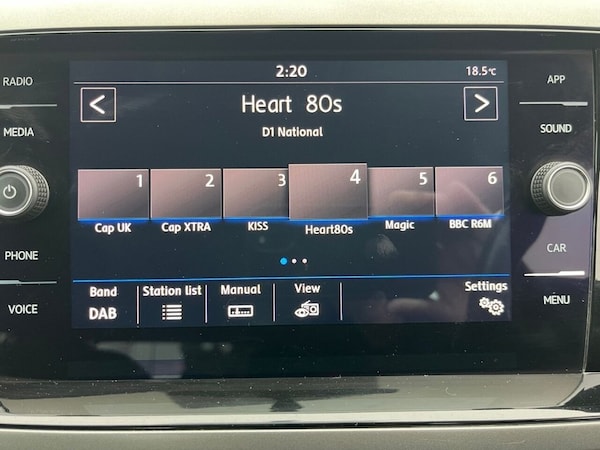 2:20 18.5°C
RADIO
APP
< Heart 80s >
SOUND
MEDIA
D1 National
1 2 3 4 5 6
Cap UK Cap XTRA KISS Heart80s Magic BBC R6M
PHONE
CAR
Band Station list Manual View Settings
VOICE
DAB
MENU